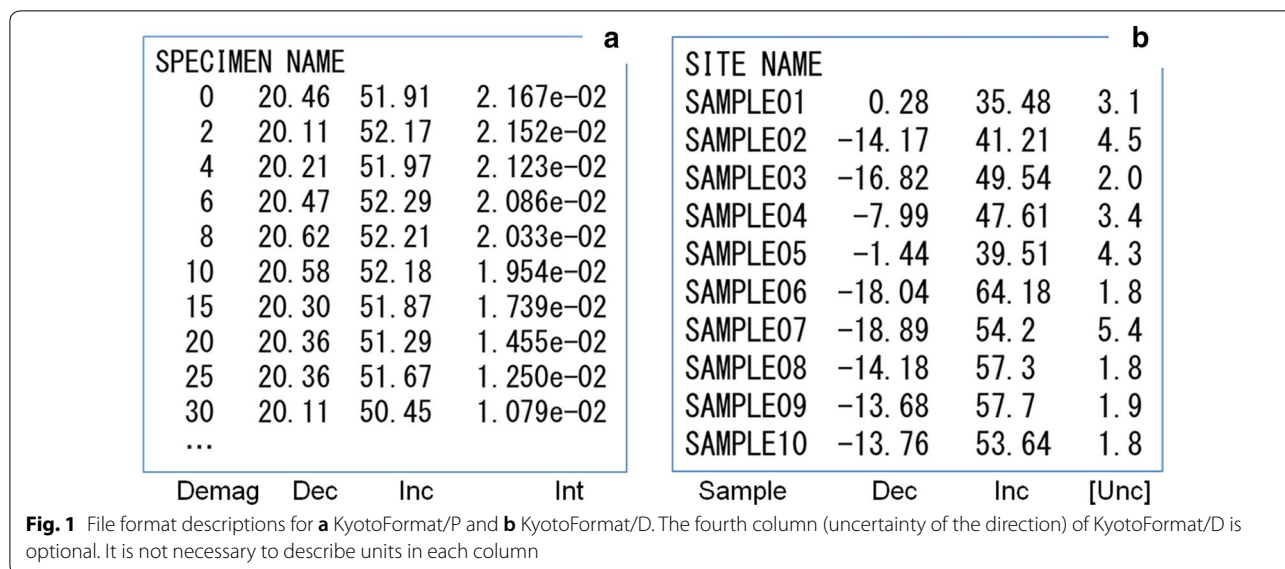 a
SPECIMEN NAME
0 20.46 51.91 2.167e-02
2 20.11 52.17 2.152e-02
4 20.21 51.97 2.123e-02
6 20.47 52.29 2.086e-02
8 20.62 52.21 2.033e-02
10 20.58 52.18 1.954e-02
15 20.30 51.87 1.739e-02
20 20.36 51.29 1.455e-02
25 20.36 51.67 1.250e-02
30 20.11 50.45 1.079e-02
...
Demag Dec Inc Int
b
SITE NAME
SAMPLE01 0.28 35.48 3.1
SAMPLE02 -14.17 41.21 4.5
SAMPLE03 -16.82 49.54 2.0
SAMPLE04 -7.99 47.61 3.4
SAMPLE05 -1.44 39.51 4.3
SAMPLE06 -18.04 64.18 1.8
SAMPLE07 -18.89 54.2 5.4
SAMPLE08 -14.18 57.3 1.8
SAMPLE09 -13.68 57.7 1.9
SAMPLE10 -13.76 53.64 1.8
Sample Dec Inc [Unc]
Fig. 1 File format descriptions for a KyotoFormat/P and b KyotoFormat/D. The fourth column (uncertainty of the direction) of KyotoFormat/D is
optional. It is not necessary to describe units in each column